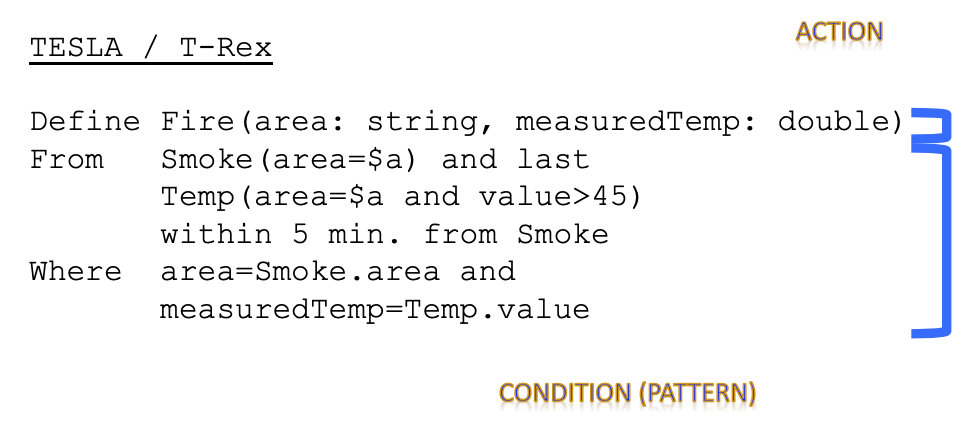 ACTION
TESLA / T-Rex
Define Fire(area: string, measuredTemp: double)
From Smoke(area=$a) and last
Temp(area=$a and value>45)
within 5 min. from Smoke
Where area=Smoke.area and
measuredTemp=Temp.value
CONDITION (PATTERN)